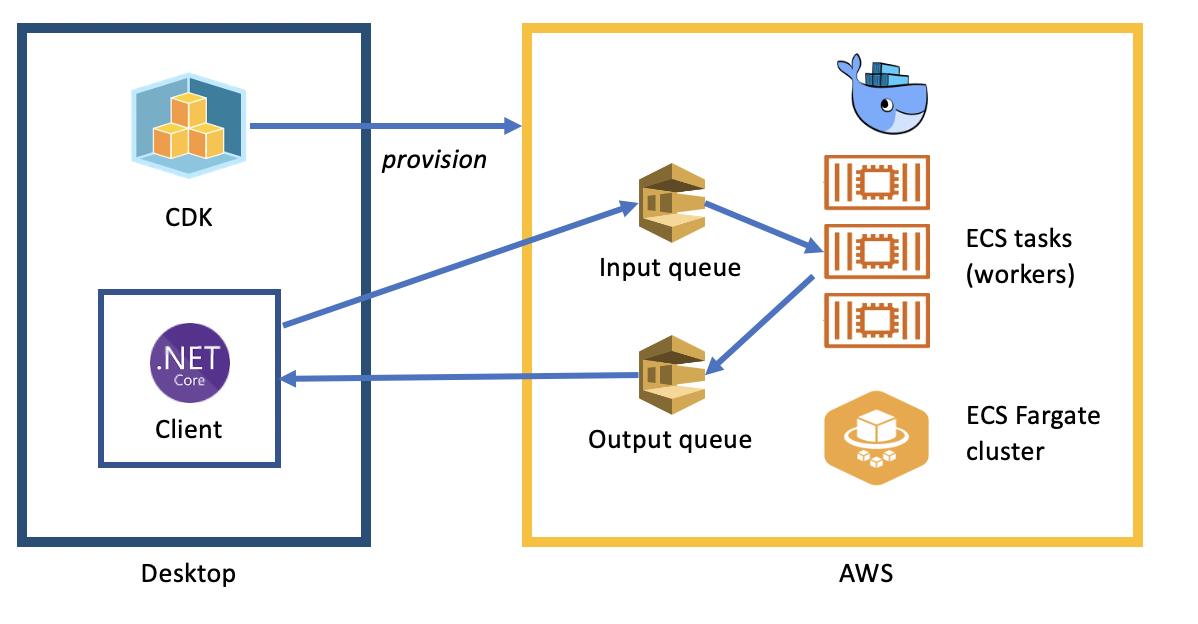 provision
CDK
Input queue
ECS tasks
(workers)
.NET
Core
Client
Output queue
ECS Fargate
cluster
Desktop
AWS